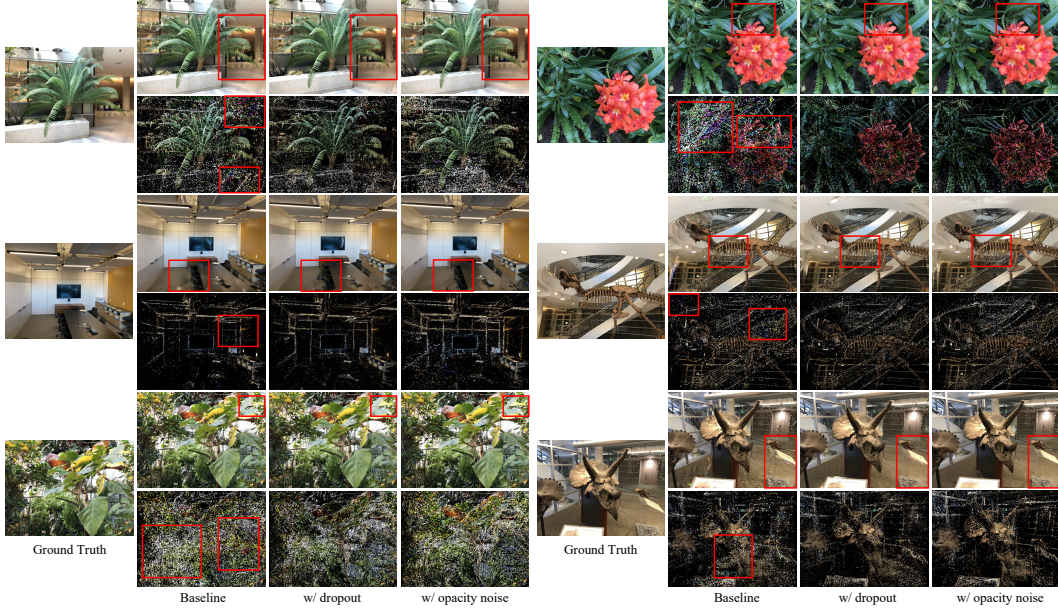 Ground Truth
Baseline
w/ dropout
w/ opacity noise
Ground Truth
Baseline
w/ dropout
w/ opacity noise